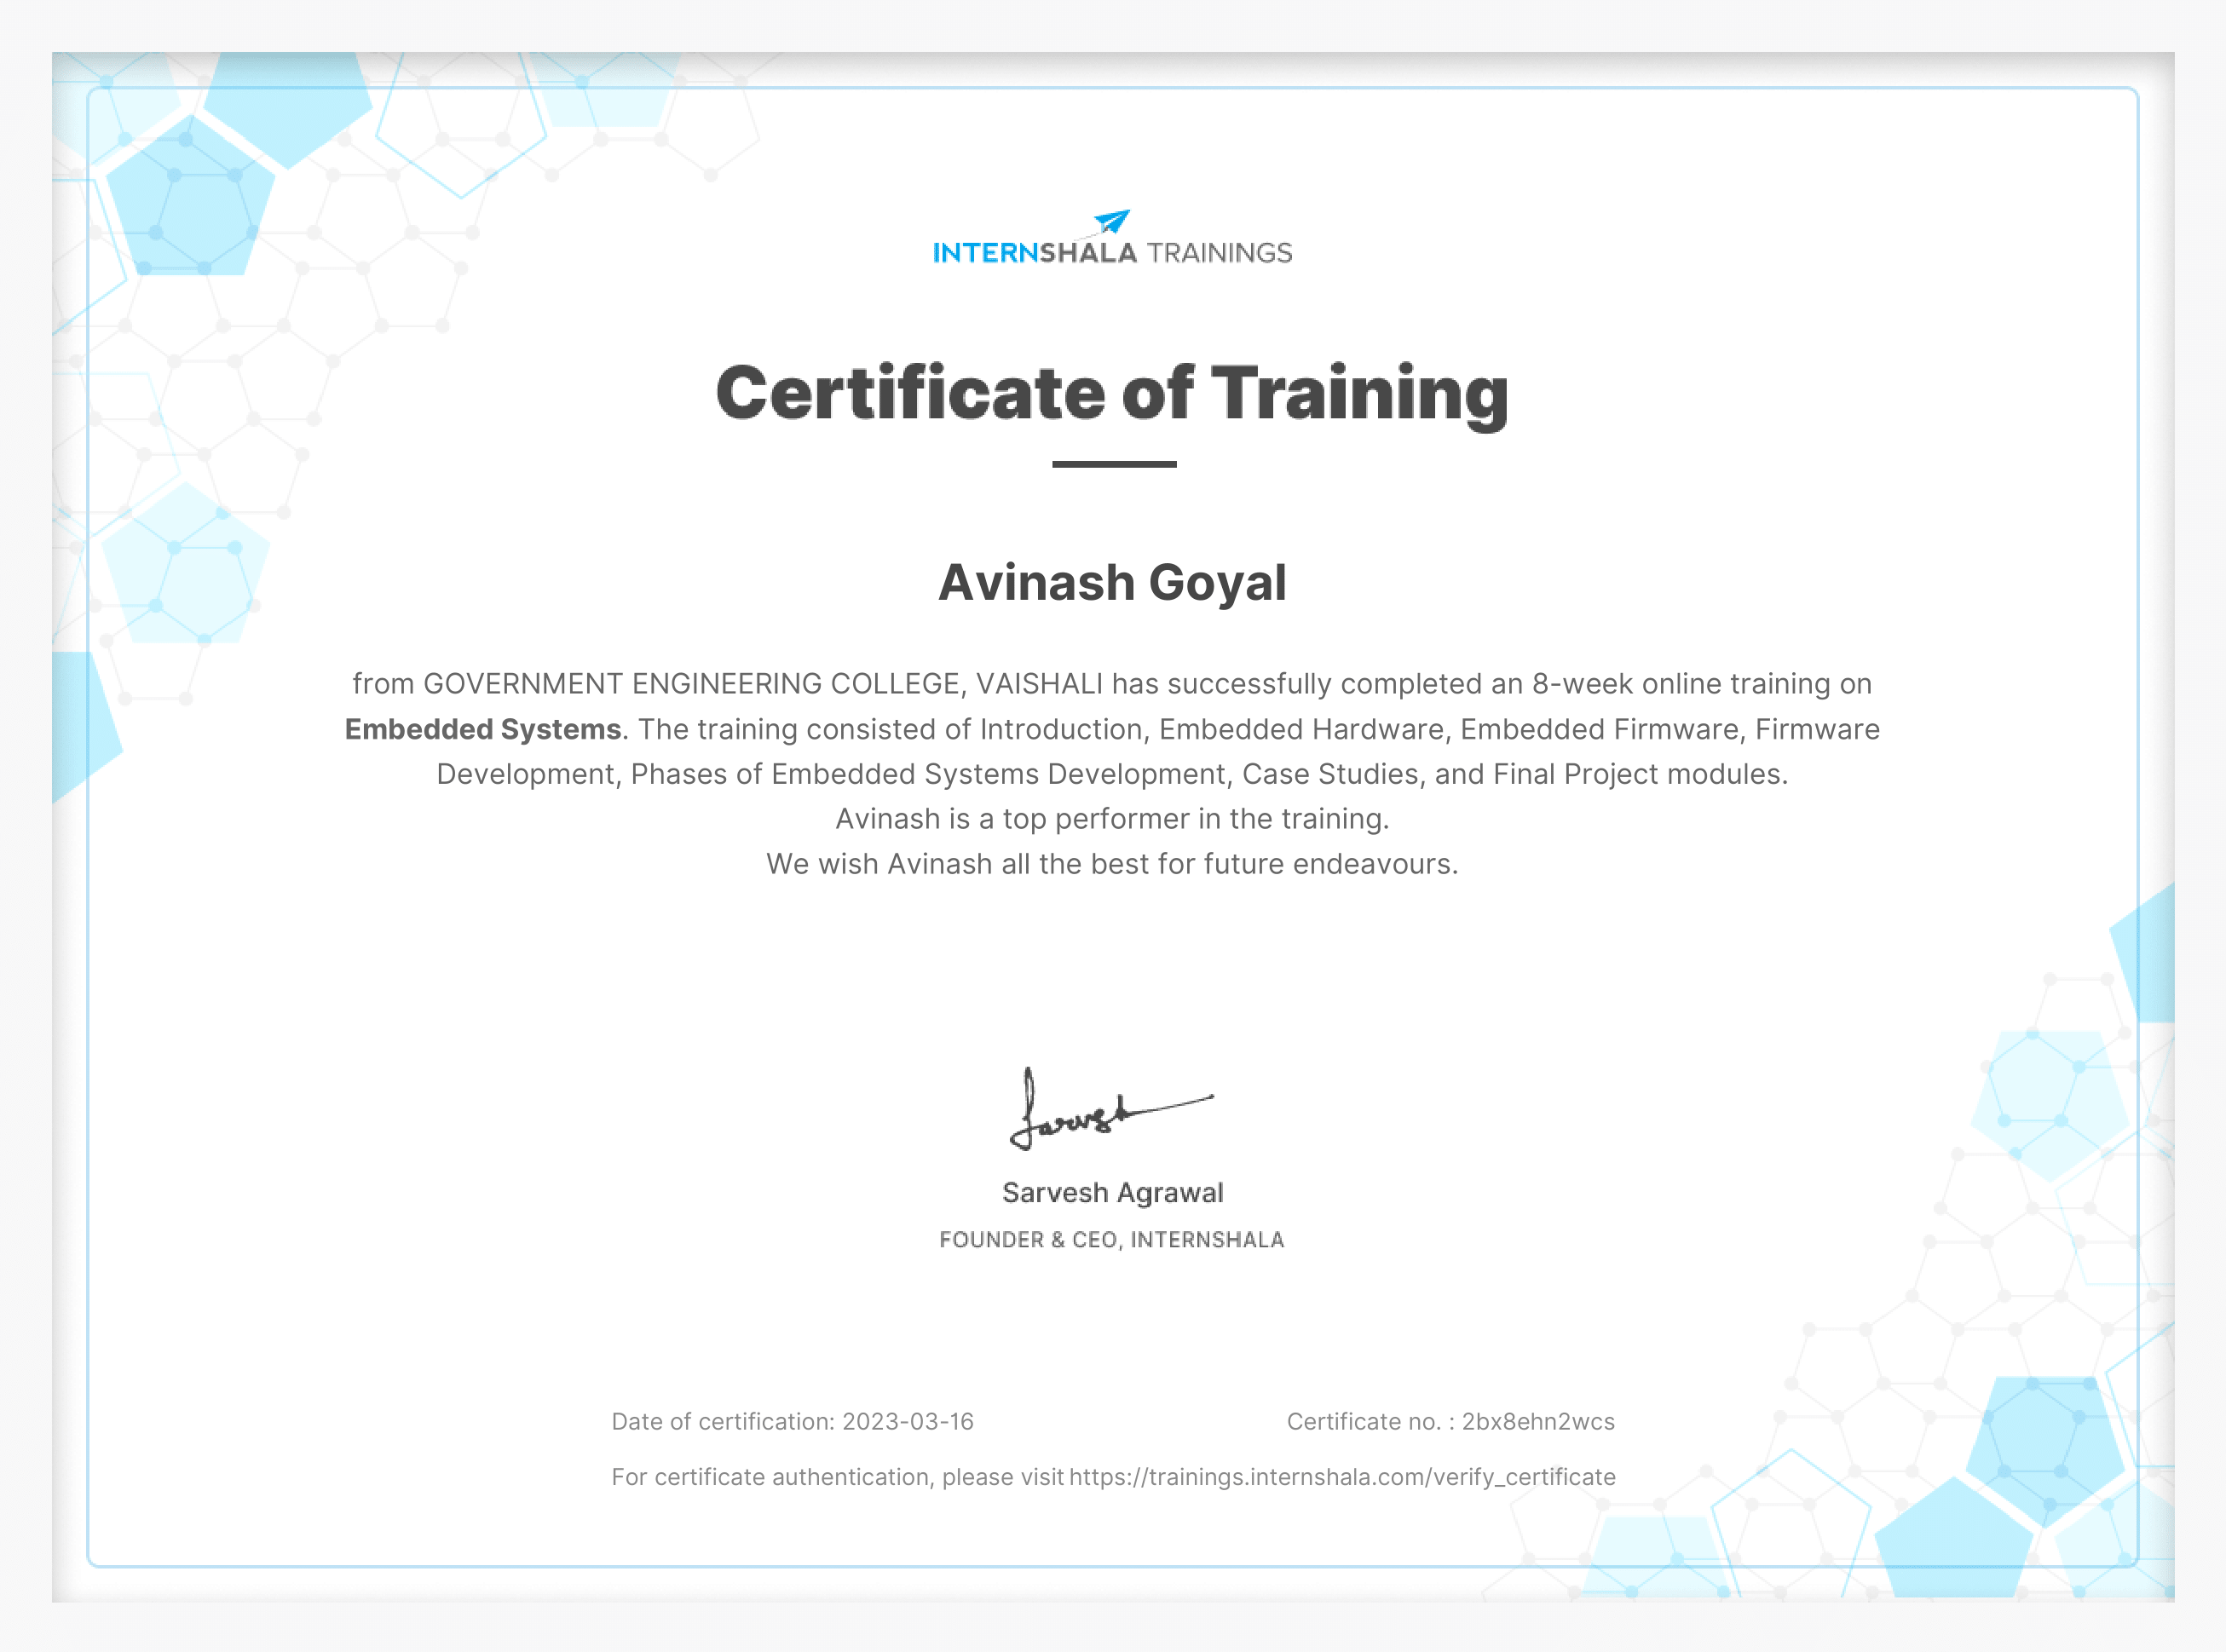 INTERNSHALA TRAININGS
Certificate of Training
Avinash Goyal
from GOVERNMENT ENGINEERING COLLEGE, VAISHALI has successfully completed an 8-week online training on
Embedded Systems. The training consisted of Introduction, Embedded Hardware, Embedded Firmware, Firmware
Development, Phases of Embedded Systems Development, Case Studies, and Final Project modules.
Avinash is a top performer in the training.
We wish Avinash all the best for future endeavours.
Sarvesh
Sarvesh Agrawal
FOUNDER & CEO, INTERNSHALA
Date of certification: 2023-03-16 Certificate no. : 2bx8ehn2wcs
For certificate authentication, please visit https://trainings.internshala.com/verify_certificate